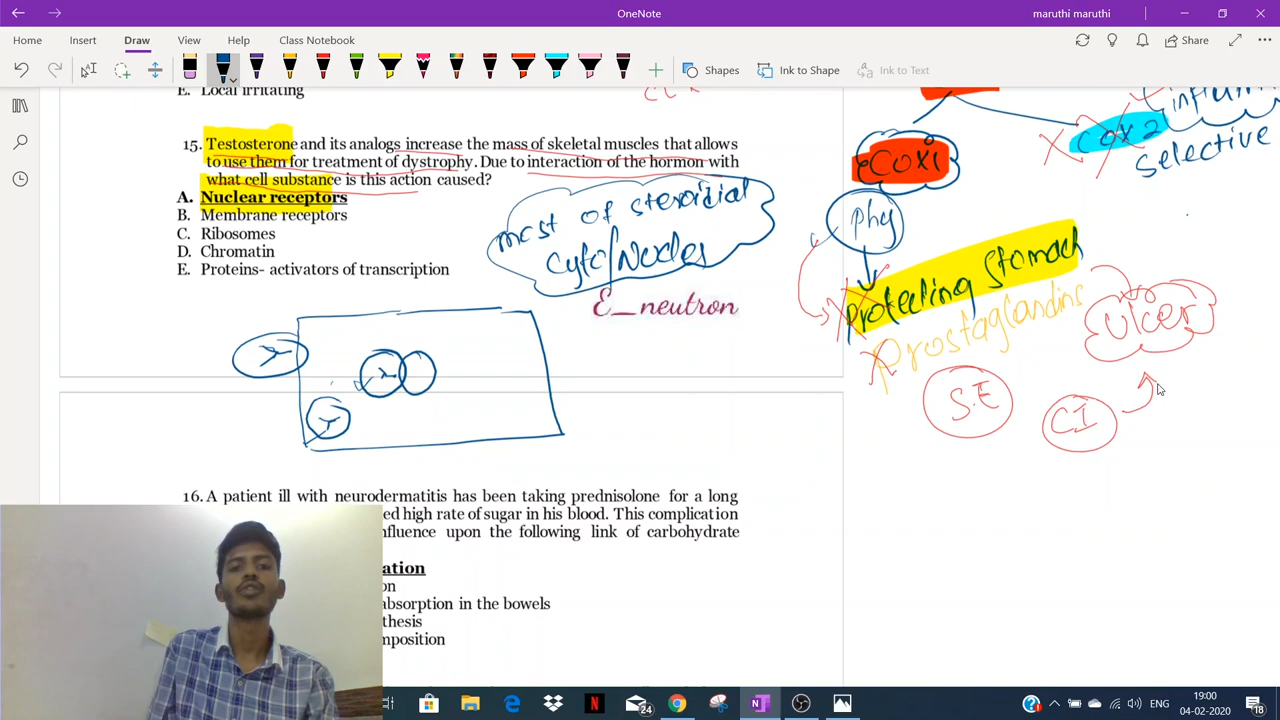 OneNote
maruthi maruthi
Home
Insert
Draw
View
Help
Class Notebook
Share
Shapes
Ink to Shape
Ink to Text
E. Local irritating
15. Testosterone and its analogs increase the mass of skeletal muscles that allows
to use them for treatment of dystrophy. Due to interaction of the hormon with
what cell substance is this action caused?
A. Nuclear receptors
B. Membrane receptors
C. Ribosomes
D. Chromatin
E. Proteins- activators of transcription
most of steroidial
Cyto/Nucles
E_neutron
COX1
COX2
selective
phy
protecting stomach
prostaglandins
ulcer
S.E
CI
16. A patient ill with neurodermatitis has been taking prednisolone for a long
ed high rate of sugar in his blood. This complication
nfluence upon the following link of carbohydrate
ation
on
absorption in the bowels
thesis
mposition
24
ENG
19:00
04-02-2020
18